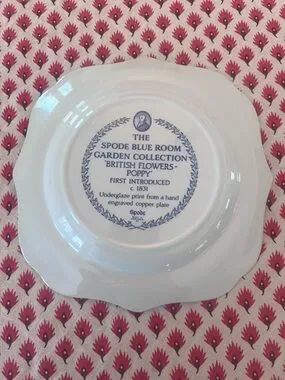 THE
SPODE BLUE ROOM
GARDEN COLLECTION
'BRITISH FLOWERS -
POPPY'
FIRST INTRODUCED
c. 1831
Underglaze print from a hand
engraved copper plate
Spode